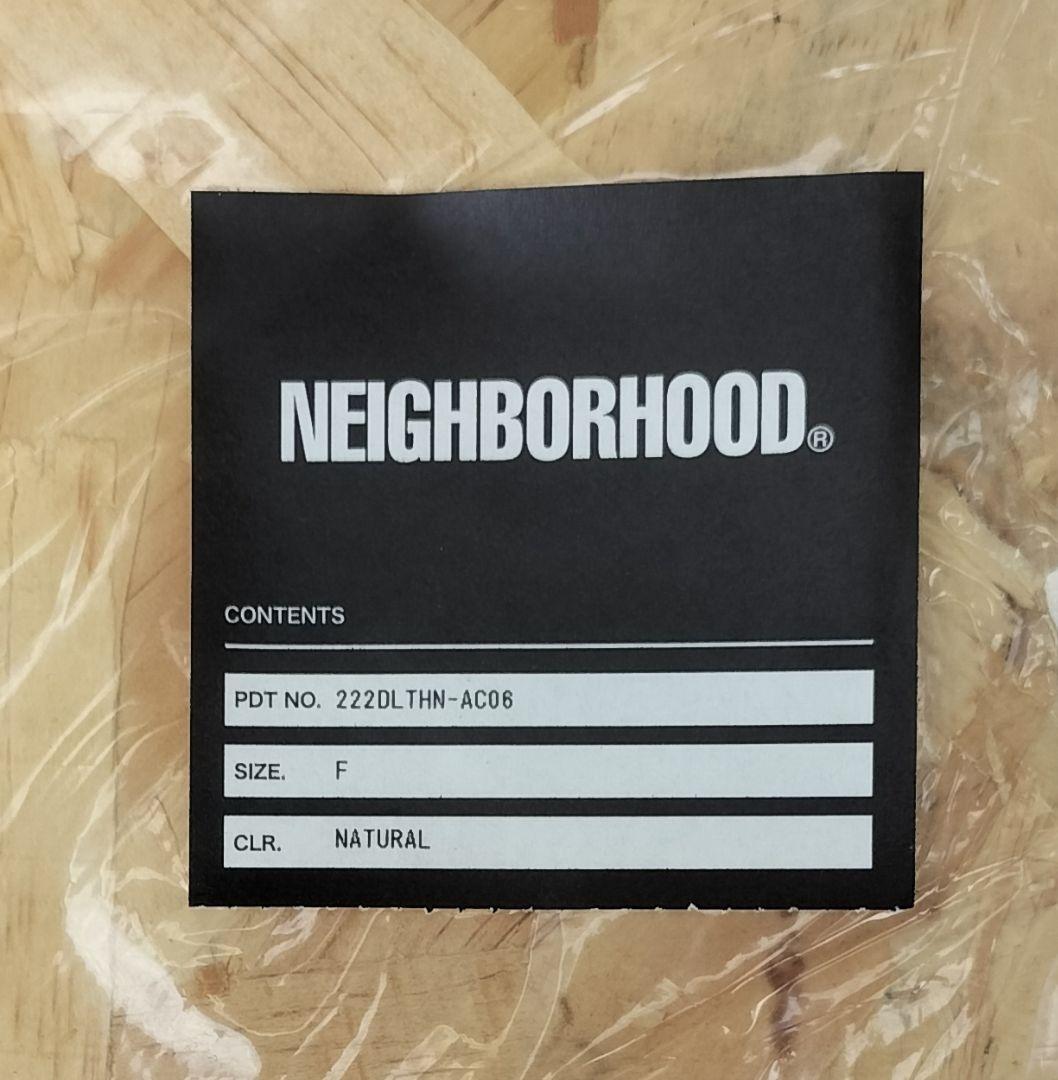 NEIGHBORHOOD®
CONTENTS
PDT NO. 222DLTHN-AC06
SIZE. F
CLR. NATURAL